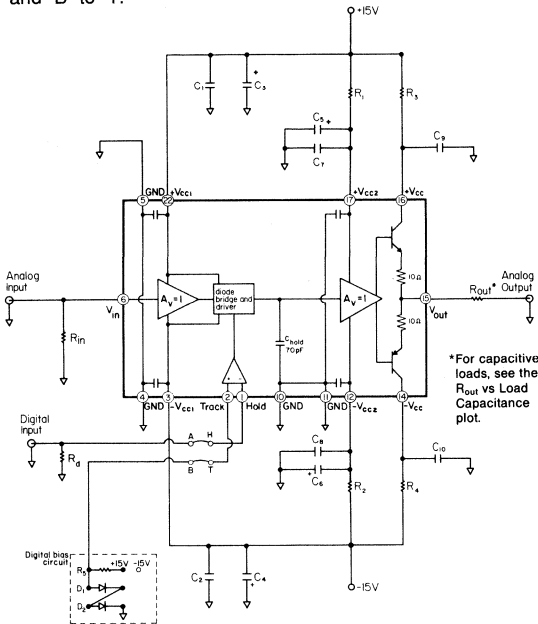 and "B" to "T".
+15V
C1
C3
+
R1
R3
C5 +
C7
C9
5
GND
22
+VCC1
17
+VCC2
16
+VCC
Analog
Input
6
Vin
Rin
Av=1
diode
bridge and
driver
Av=1
10Ω
10Ω
15
Vout
Rout*
Analog
Output
Chold
70pF
+
-
*For capacitive
loads, see the
Rout vs Load
Capacitance
plot.
4
GND
3
-VCC1
Track
2
1
Hold
10
GND
11
GND
12
-VCC2
14
-VCC
Digital
Input
Rd
A
H
B
T
C8
+
C6
R2
R4
C10
Digital bias
circuit
R5
+15V
-15V
D1
D2
C2
C4
+
-15V